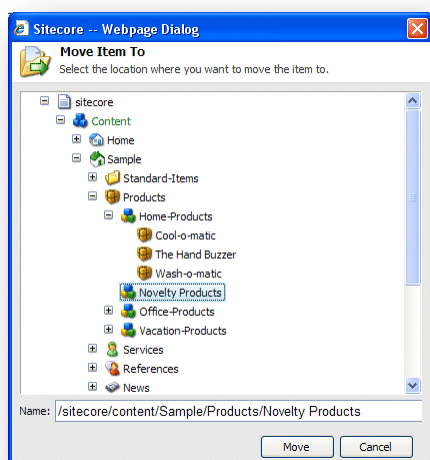 Sitecore -- Webpage Dialog
Move Item To
Select the location where you want to move the item to.
sitecore
Content
Home
Sample
Standard-Items
Products
Home-Products
Cool-o-matic
The Hand Buzzer
Wash-o-matic
Novelty Products
Office-Products
Vacation-Products
Services
References
News
Name: /sitecore/content/Sample/Products/Novelty Products
Move Cancel